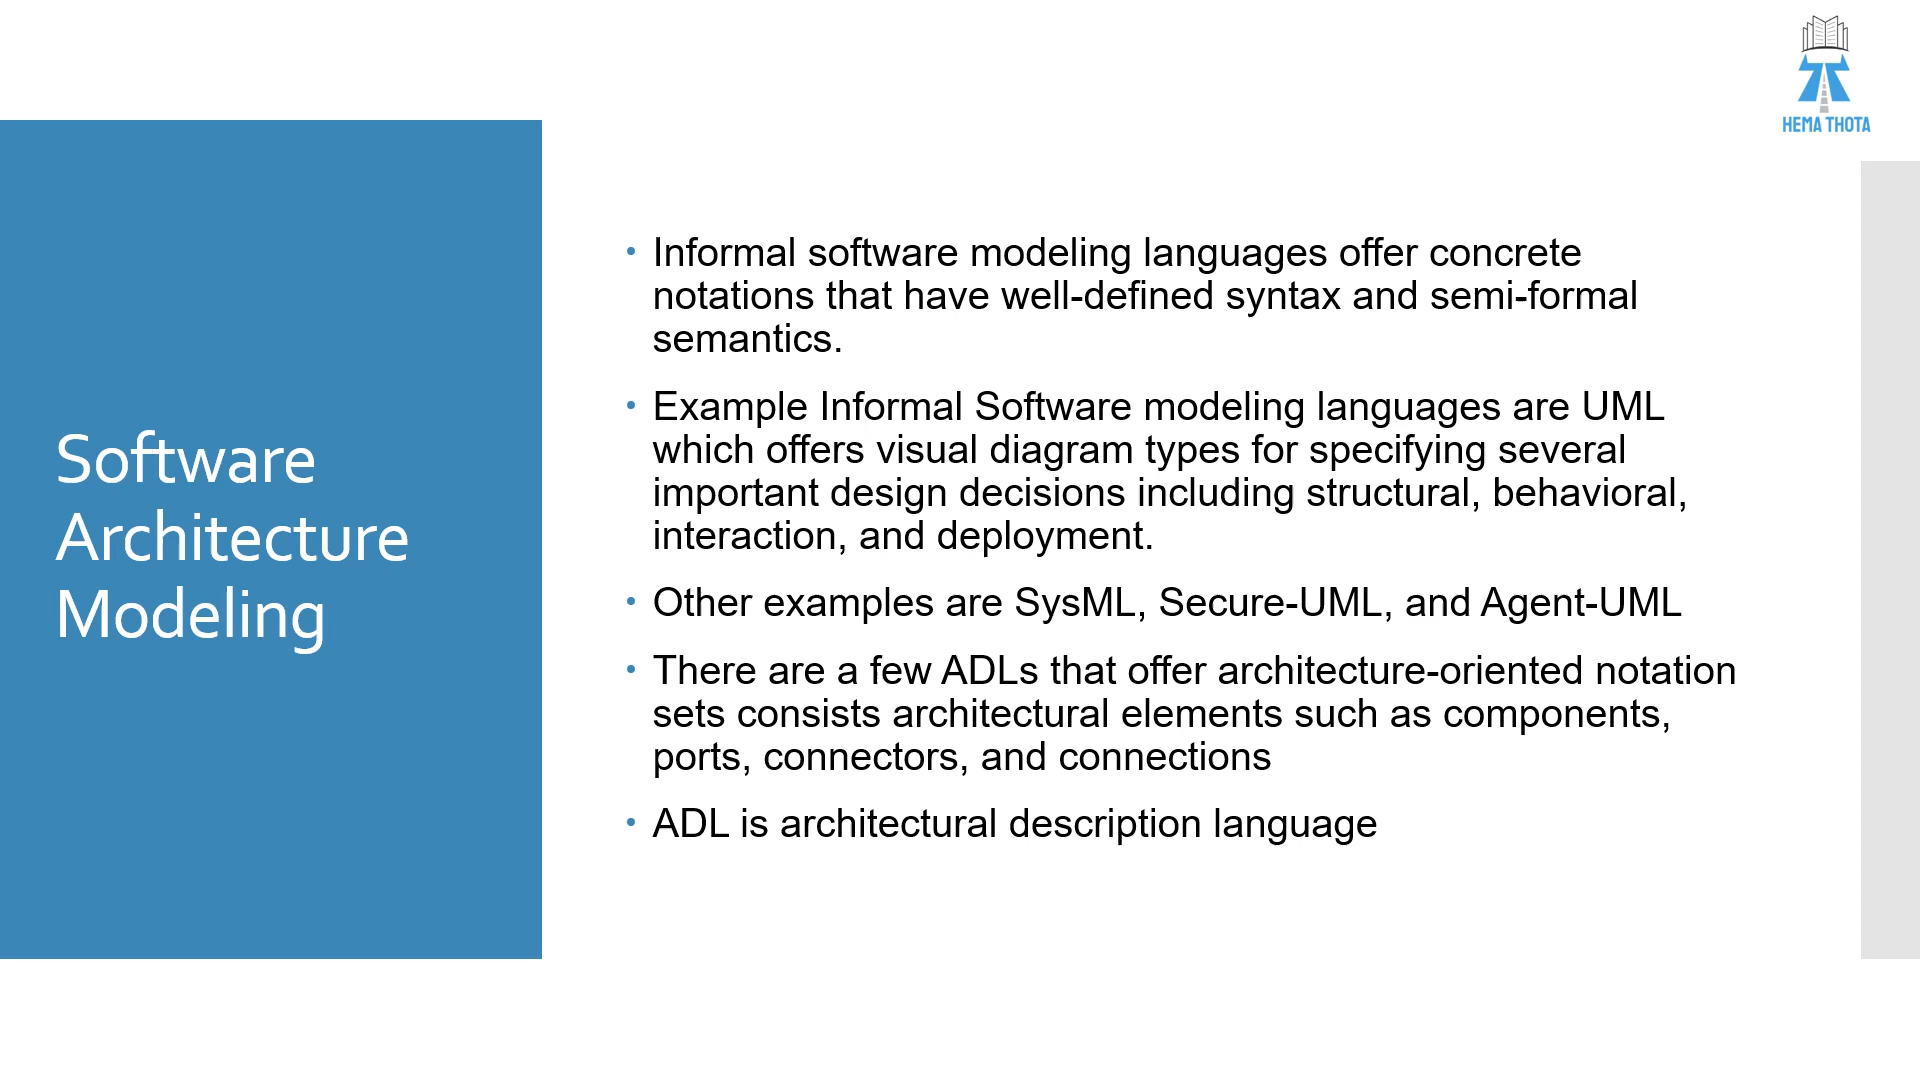 HEMA THOTA
Software
Architecture
Modeling
• Informal software modeling languages offer concrete
notations that have well-defined syntax and semi-formal
semantics.
• Example Informal Software modeling languages are UML
which offers visual diagram types for specifying several
important design decisions including structural, behavioral,
interaction, and deployment.
• Other examples are SysML, Secure-UML, and Agent-UML
• There are a few ADLs that offer architecture-oriented notation
sets consists architectural elements such as components,
ports, connectors, and connections
• ADL is architectural description language